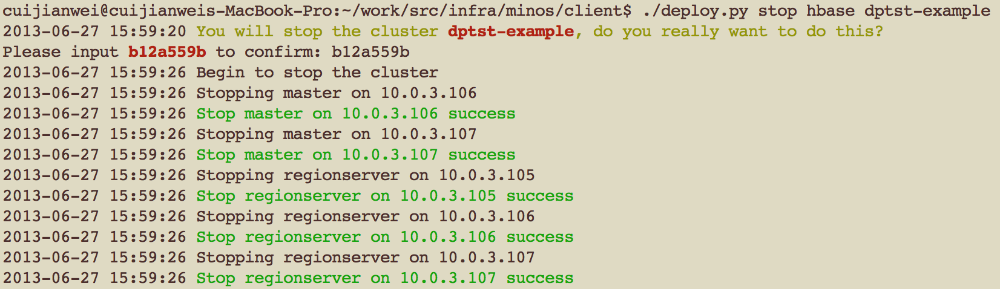 cuijianwei@cuijianweis-MacBook-Pro:~/work/src/infra/minos/client$ ./deploy.py stop hbase dptst-example
2013-06-27 15:59:20 You will stop the cluster dptst-example, do you really want to do this?
Please input b12a559b to confirm: b12a559b
2013-06-27 15:59:26 Begin to stop the cluster
2013-06-27 15:59:26 Stopping master on 10.0.3.106
2013-06-27 15:59:26 Stop master on 10.0.3.106 success
2013-06-27 15:59:26 Stopping master on 10.0.3.107
2013-06-27 15:59:26 Stop master on 10.0.3.107 success
2013-06-27 15:59:26 Stopping regionserver on 10.0.3.105
2013-06-27 15:59:26 Stop regionserver on 10.0.3.105 success
2013-06-27 15:59:26 Stopping regionserver on 10.0.3.106
2013-06-27 15:59:26 Stop regionserver on 10.0.3.106 success
2013-06-27 15:59:26 Stopping regionserver on 10.0.3.107
2013-06-27 15:59:26 Stop regionserver on 10.0.3.107 success